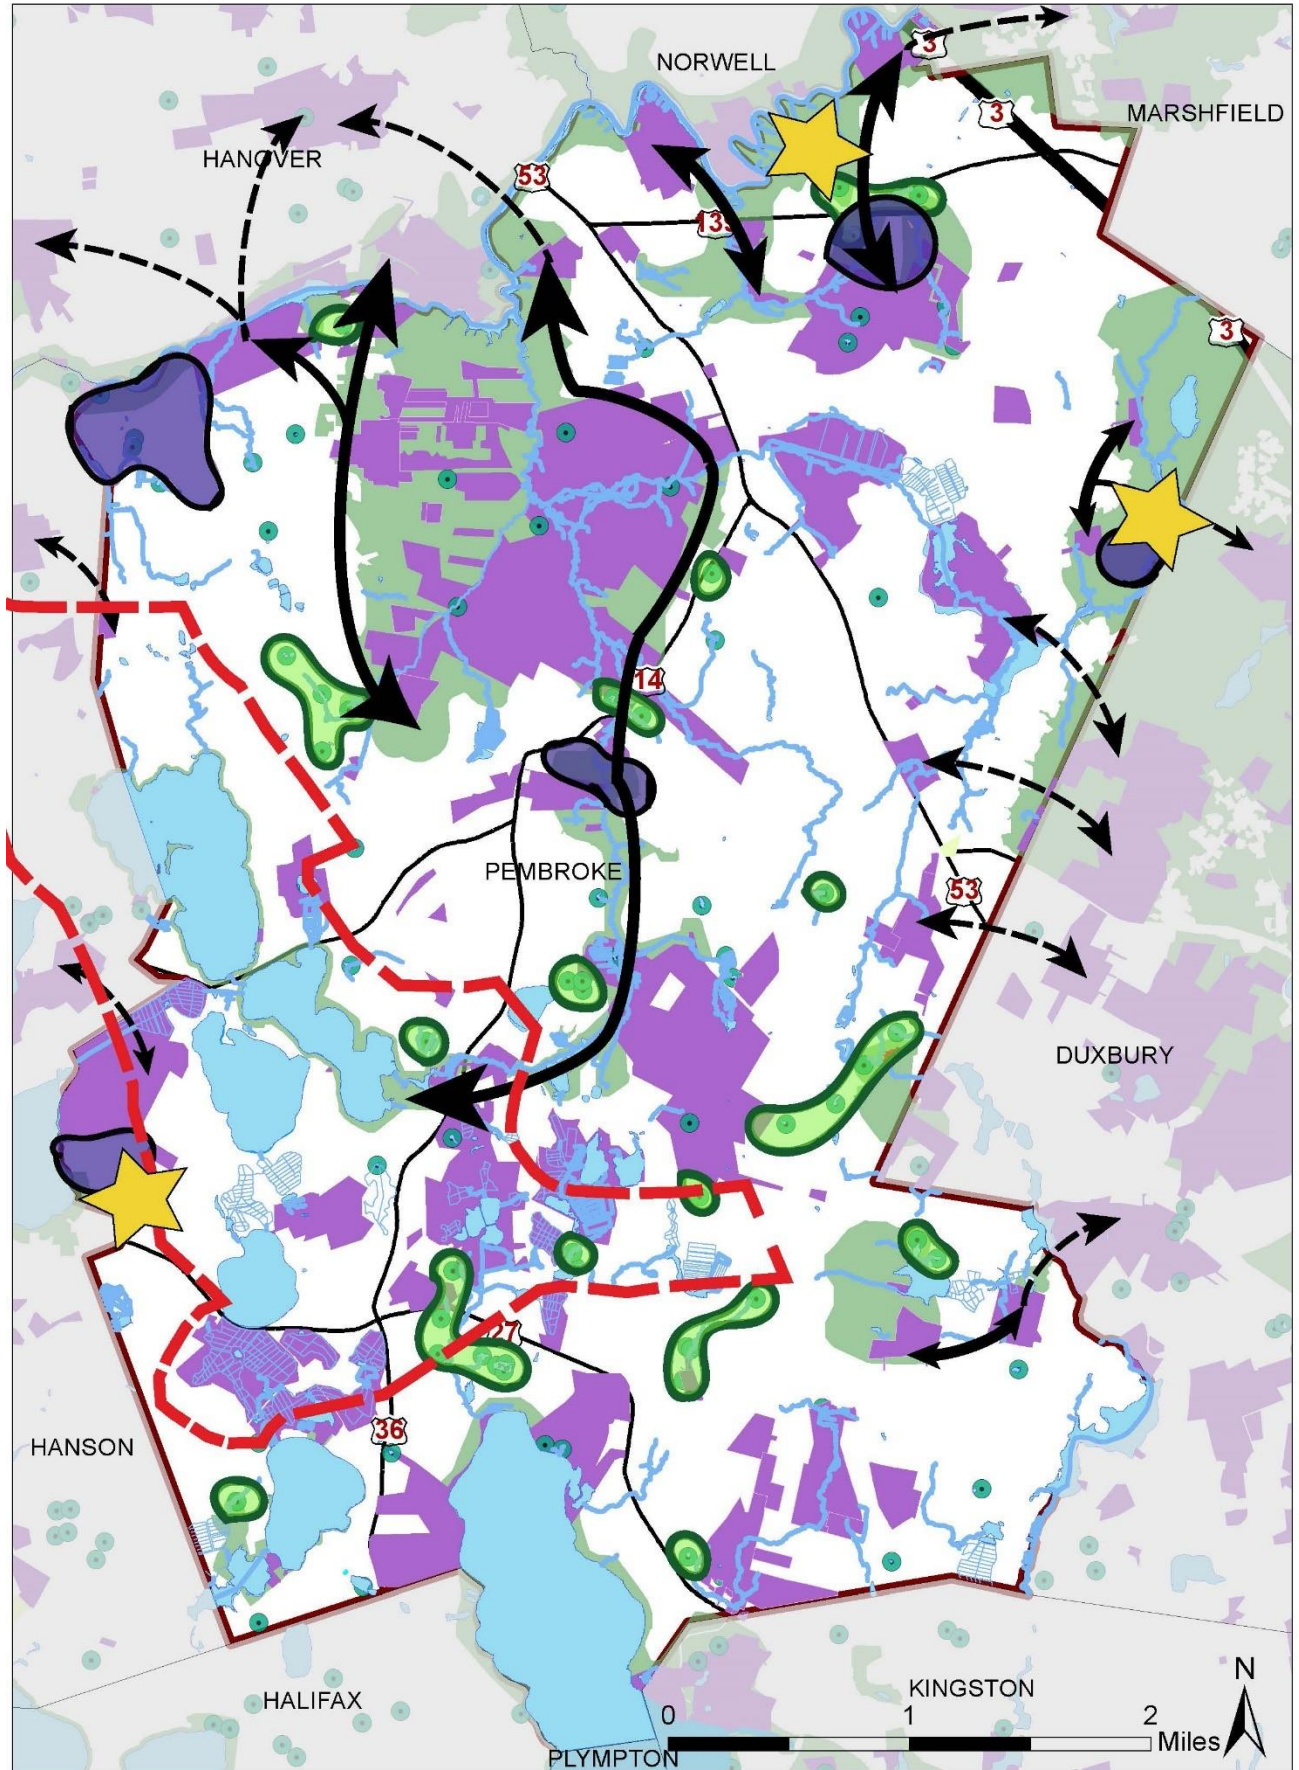 3
NORWELL
3
MARSHFIELD
HANOVER
53
139
3
14
PEMBROKE
53
DUXBURY
27
36
HANSON
N
HALIFAX
KINGSTON
0 1 2
Miles
PLYMPTON